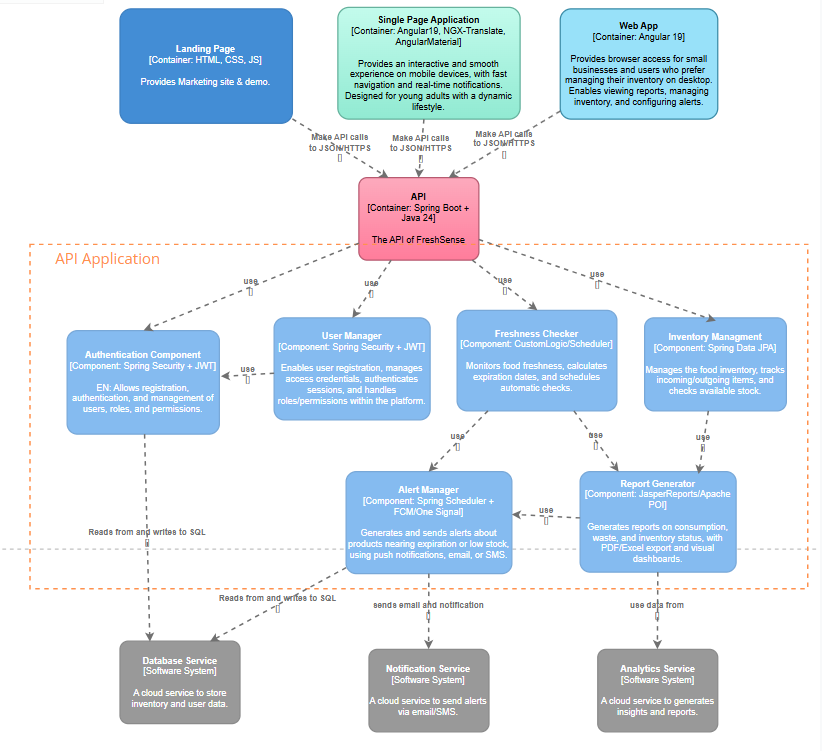 Landing Page
[Container: HTML, CSS, JS]
Provides Marketing site & demo.
Single Page Application
[Container: Angular19, NGX-Translate,
AngularMaterial]
Provides an interactive and smooth
experience on mobile devices, with fast
navigation and real-time notifications.
Designed for young adults with a dynamic
lifestyle.
Web App
[Container: Angular 19]
Provides browser access for small
businesses and users who prefer
managing their inventory on desktop.
Enables viewing reports, managing
inventory, and configuring alerts.
Make API calls
to JSON/HTTPS
[]
Make API calls
to JSON/HTTPS
[]
Make API calls
to JSON/HTTPS
[]
API
[Container: Spring Boot +
Java 24]
The API of FreshSense
API Application
use
[]
use
[]
use
[]
use
[]
Authentication Component
[Component: Spring Security + JWT]
EN: Allows registration,
authentication, and management of
users, roles, and permissions.
use
[]
User Manager
[Component: Spring Security + JWT]
Enables user registration, manages
access credentials, authenticates
sessions, and handles
roles/permissions within the platform.
Freshness Checker
[Component: CustomLogic/Scheduler]
Monitors food freshness, calculates
expiration dates, and schedules
automatic checks.
Inventory Managment
[Component: Spring Data JPA]
Manages the food inventory, tracks
incoming/outgoing items, and
checks available stock.
use
[]
use
[]
use
[]
Alert Manager
[Component: Spring Scheduler +
FCM/One Signal]
Generates and sends alerts about
products nearing expiration or low stock,
using push notifications, email, or SMS.
use
[]
Report Generator
[Component: JasperReports/Apache
POI]
Generates reports on consumption,
waste, and inventory status, with
PDF/Excel export and visual
dashboards.
Reads from and writes to SQL
[]
Reads from and writes to SQL
[]
sends email and notification
[]
use data from
[]
Database Service
[Software System]
A cloud service to store
inventory and user data.
Notification Service
[Software System]
A cloud service to send alerts
via email/SMS.
Analytics Service
[Software System]
A cloud service to generates
insights and reports.